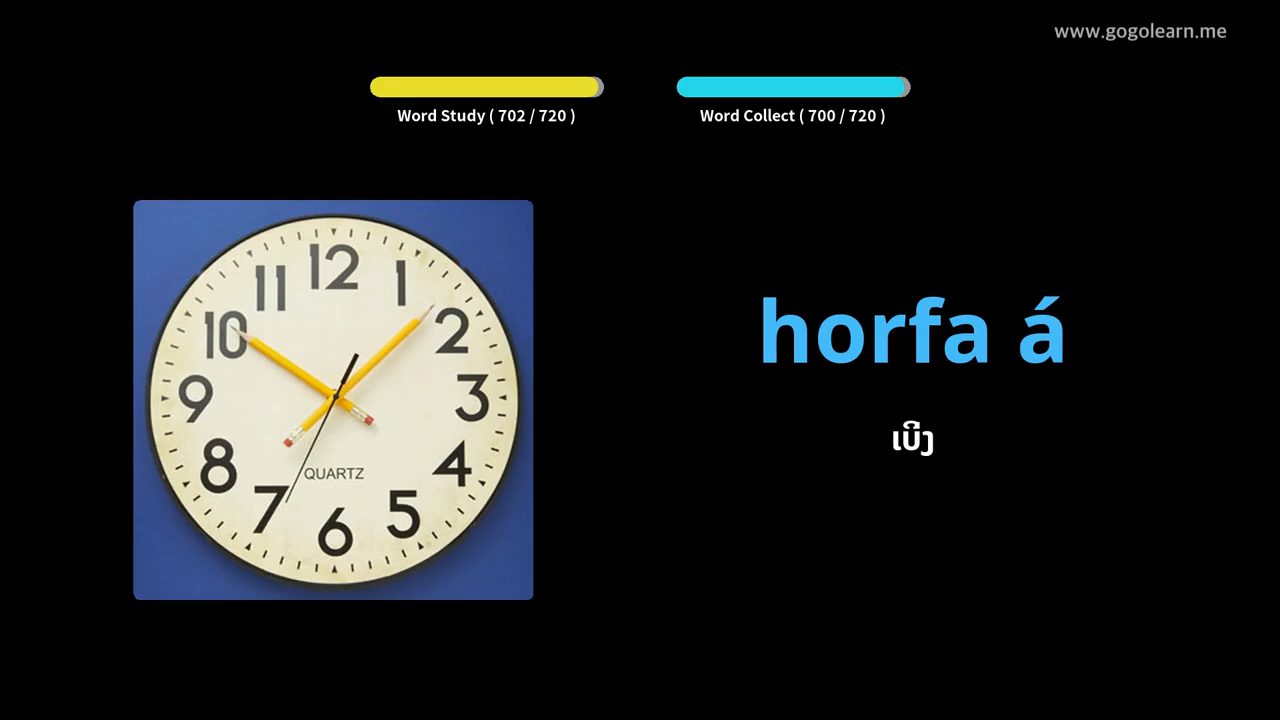 www.gogolearn.me
Word Study ( 702 / 720 )
Word Collect ( 700 / 720 )
12
11
1
10
2
9
3
8
4
QUARTZ
7
5
6
horfa á
ເບິ່ງ